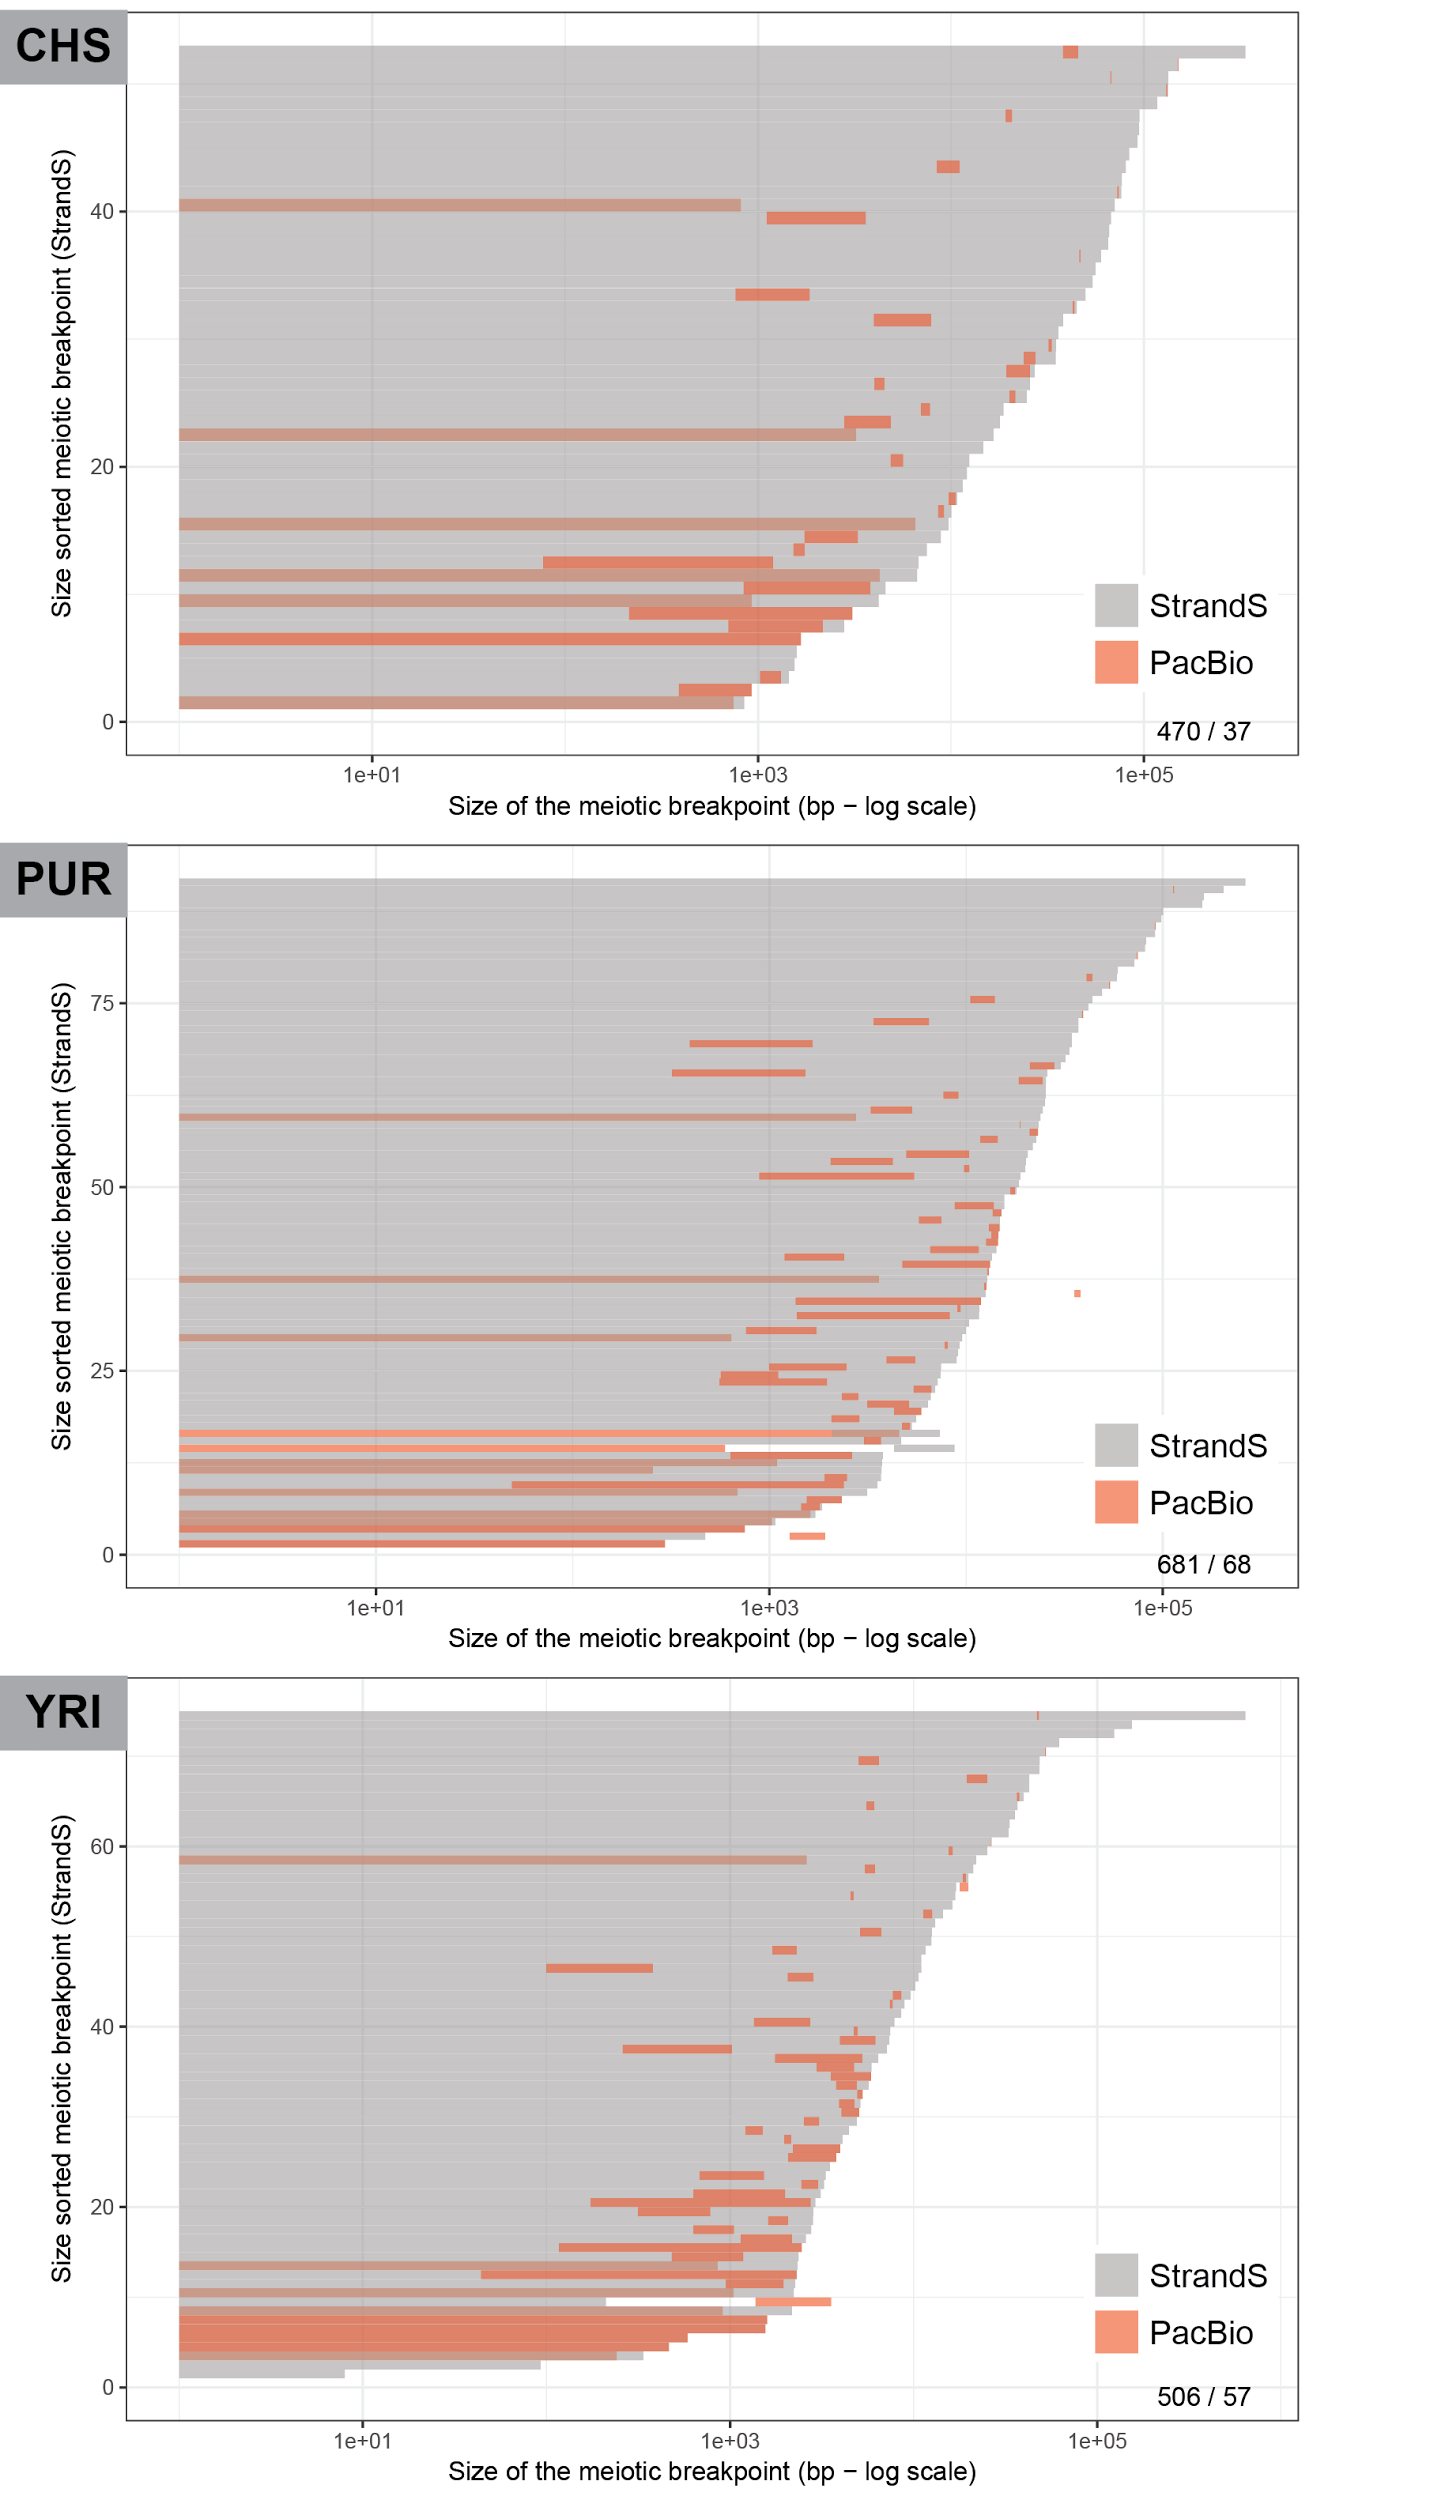 CHS
Size sorted meiotic breakpoint (StrandS)
40
20
0
StrandS
PacBio
470 / 37
1e+01 1e+03 1e+05
Size of the meiotic breakpoint (bp − log scale)
PUR
Size sorted meiotic breakpoint (StrandS)
75
50
25
0
StrandS
PacBio
681 / 68
1e+01 1e+03 1e+05
Size of the meiotic breakpoint (bp − log scale)
YRI
Size sorted meiotic breakpoint (StrandS)
60
40
20
0
StrandS
PacBio
506 / 57
1e+01 1e+03 1e+05
Size of the meiotic breakpoint (bp − log scale)